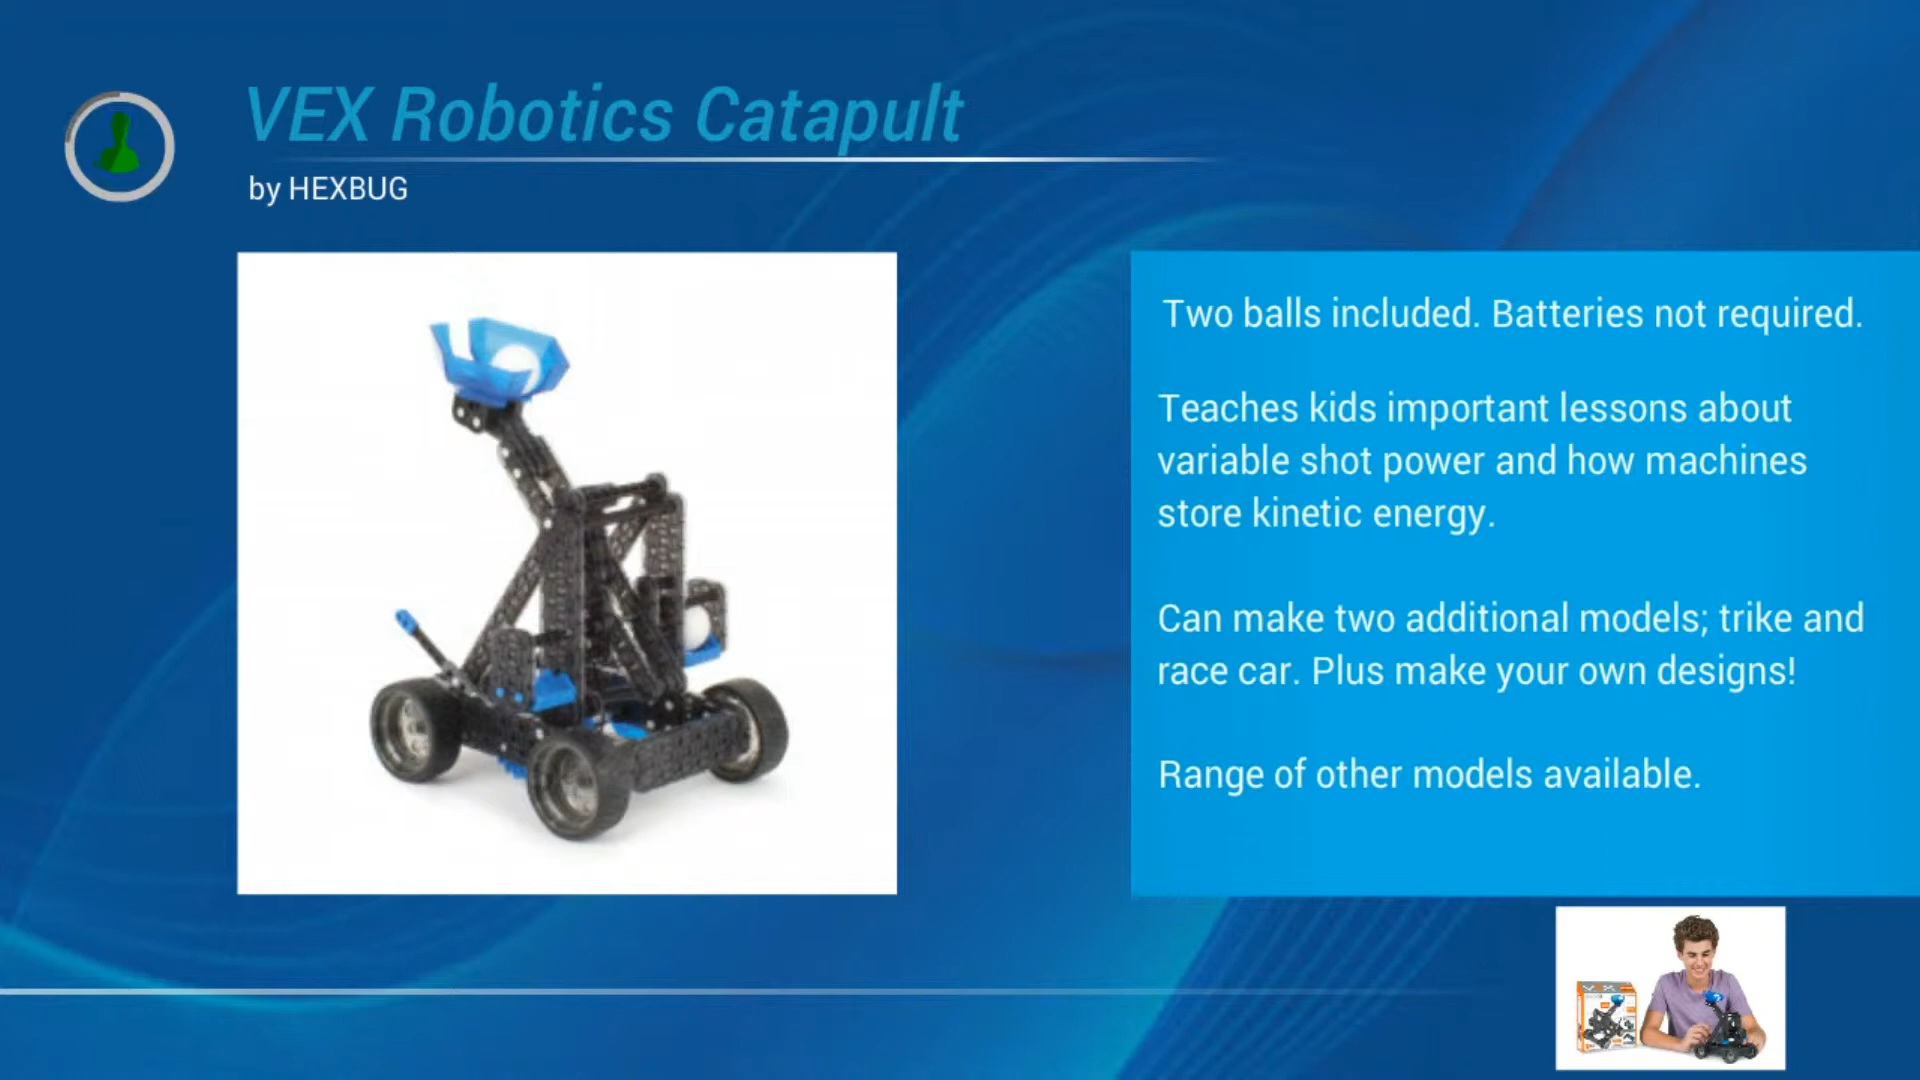 VEX Robotics Catapult
by HEXBUG
Two balls included. Batteries not required.
Teaches kids important lessons about
variable shot power and how machines
store kinetic energy.
Can make two additional models; trike and
race car. Plus make your own designs!
Range of other models available.